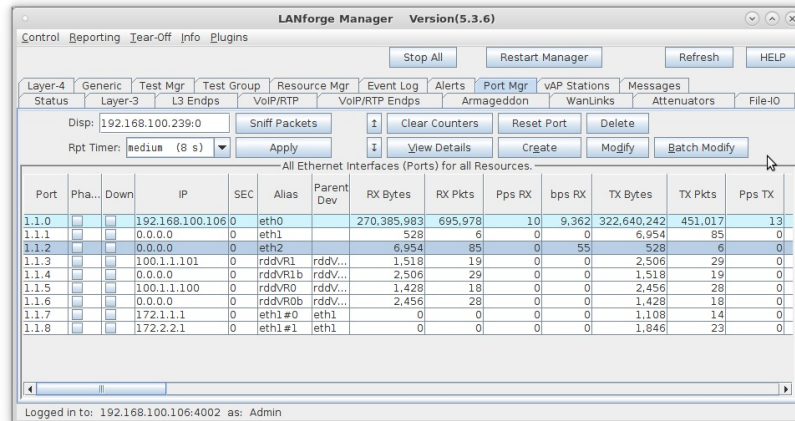 LANforge Manager   Version(5.3.6)
Control Reporting Tear-Off Info Plugins
Stop All Restart Manager Refresh HELP
Layer-4 Generic Test Mgr Test Group Resource Mgr Event Log Alerts Port Mgr vAP Stations Messages
Status Layer-3 L3 Endps VoIP/RTP VoIP/RTP Endps Armageddon WanLinks Attenuators File-IO
Disp: 192.168.100.239:0 Sniff Packets ↥ Clear Counters Reset Port Delete
Rpt Timer: medium (8 s) Apply ↧ View Details Create Modify Batch Modify
All Ethernet Interfaces (Ports) for all Resources.
Port Pha... Down IP SEC Alias Parent Dev RX Bytes RX Pkts Pps RX bps RX TX Bytes TX Pkts Pps TX
1.1.0 192.168.100.106 0 eth0 270,385,983 695,978 10 9,362 322,640,242 451,017 13
1.1.1 0.0.0.0 0 eth1 528 6 0 0 6,954 85 0
1.1.2 0.0.0.0 0 eth2 6,954 85 0 55 528 6 0
1.1.3 100.1.1.101 0 rddVR1 rddV... 1,518 19 0 0 2,506 29 0
1.1.4 0.0.0.0 0 rddVR1b rddV... 2,506 29 0 0 1,518 19 0
1.1.5 100.1.1.100 0 rddVR0 rddV... 1,428 18 0 0 2,456 28 0
1.1.6 0.0.0.0 0 rddVR0b rddV... 2,456 28 0 0 1,428 18 0
1.1.7 172.1.1.1 0 eth1#0 eth1 0 0 0 0 1,108 14 0
1.1.8 172.2.2.1 0 eth1#1 eth1 0 0 0 0 1,846 23 0
Logged in to: 192.168.100.106:4002 as: Admin